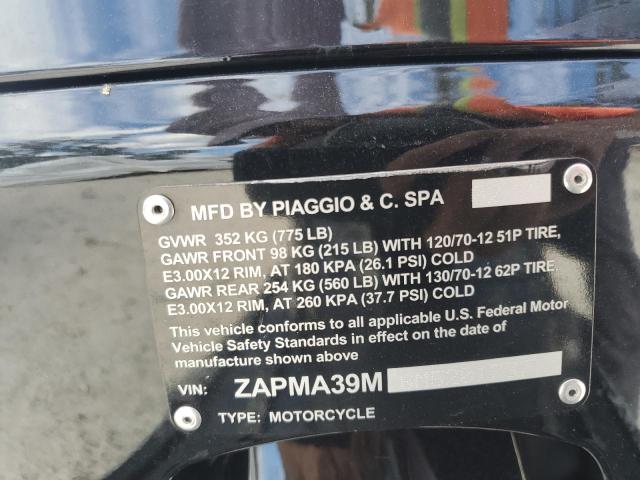 MFD BY PIAGGIO & C. SPA
GVWR 352 KG (775 LB)
GAWR FRONT 98 KG (215 LB) WITH 120/70-12 51P TIRE,
E3.00X12 RIM, AT 180 KPA (26.1 PSI) COLD
GAWR REAR 254 KG (560 LB) WITH 130/70-12 62P TIRE
E3.00X12 RIM, AT 260 KPA (37.7 PSI) COLD
This vehicle conforms to all applicable U.S. Federal Motor
Vehicle Safety Standards in effect on the date of
manufacture shown above
VIN: ZAPMA39M
TYPE: MOTORCYCLE